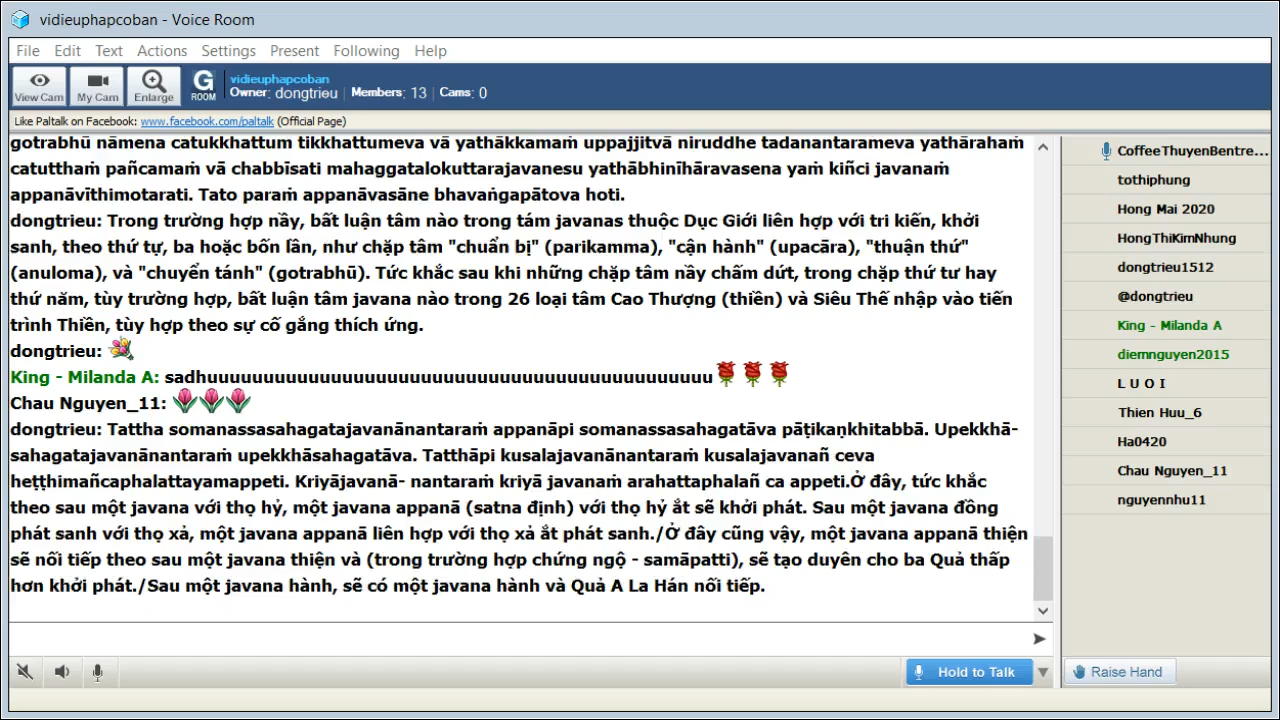 vidieuphapcoban - Voice Room
File Edit Text Actions Settings Present Following Help
View Cam My Cam Enlarge G ROOM
vidieuphapcoban
Owner: dongtrieu | Members: 13 | Cams: 0
Like Paltalk on Facebook: www.facebook.com/paltalk (Official Page)
gotrabhū nāmena catukkhattum tikkhattumeva vā yathākkamaṁ uppajjitvā niruddhe tadanantarameva yathārahaṁ
catutthaṁ pañcamaṁ vā chabbīsati mahaggatalokuttarajavanesu yathābhinīhāravasena yaṁ kiñci javanaṁ
appanāvīthimotarati. Tato paraṁ appanāvasāne bhavaṅgapātova hoti.
dongtrieu: Trong trường hợp nầy, bất luận tâm nào trong tám javanas thuộc Dục Giới liên hợp với tri kiến, khởi
sanh, theo thứ tự, ba hoặc bốn lần, như chặp tâm "chuẩn bị" (parikamma), "cận hành" (upacāra), "thuận thứ"
(anuloma), và "chuyển tánh" (gotrabhū). Tức khắc sau khi những chặp tâm nầy chấm dứt, trong chặp thứ tư hay
thứ năm, tùy trường hợp, bất luận tâm javana nào trong 26 loại tâm Cao Thượng (thiền) và Siêu Thế nhập vào tiến
trình Thiền, tùy hợp theo sự cố gắng thích ứng.
dongtrieu:
King - Milanda A: sadhuuuuuuuuuuuuuuuuuuuuuuuuuuuuuuuuuuuuuuuuuuuuu
Chau Nguyen_11:
dongtrieu: Tattha somanassasahagatajavanānantaraṁ appanāpi somanassasahagatāva pāṭikaṇkhitabbā. Upekkhā-
sahagatajavanānantaraṁ upekkhāsahagatāva. Tatthāpi kusalajavanānantaraṁ kusalajavanañ ceva
heṭṭhimañcaphalattayamappeti. Kriyājavanā- nantaraṁ kriyā javanaṁ arahattaphalañ ca appeti.Ở đây, tức khắc
theo sau một javana với thọ hỷ, một javana appanā (satna định) với thọ hỷ ắt sẽ khởi phát. Sau một javana đồng
phát sanh với thọ xả, một javana appanā liên hợp với thọ xả ắt phát sanh./Ở đây cũng vậy, một javana appanā thiện
sẽ nối tiếp theo sau một javana thiện và (trong trường hợp chứng ngộ - samāpatti), sẽ tạo duyên cho ba Quả thấp
hơn khởi phát./Sau một javana hành, sẽ có một javana hành và Quả A La Hán nối tiếp.
Hold to Talk
CoffeeThuyenBentre...
tothiphung
Hong Mai 2020
HongThiKimNhung
dongtrieu1512
@dongtrieu
King - Milanda A
diemnguyen2015
L U O I
Thien Huu_6
Ha0420
Chau Nguyen_11
nguyennhu11
Raise Hand